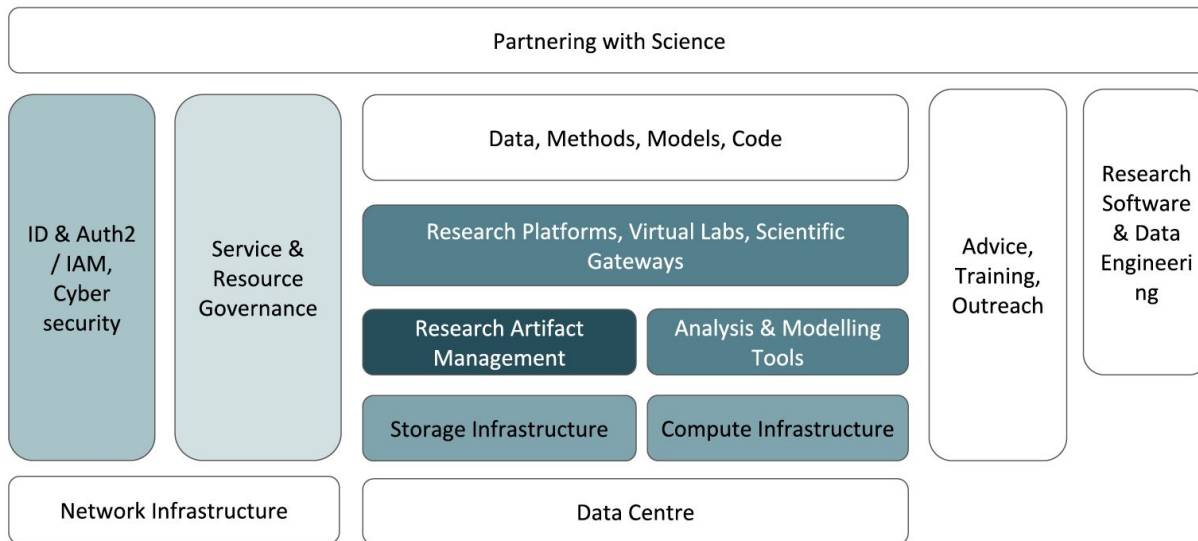 Partnering with Science
ID & Auth2
/ IAM,
Cyber
security
Service &
Resource
Governance
Data, Methods, Models, Code
Research Platforms, Virtual Labs, Scientific
Gateways
Research Artifact
Management
Analysis & Modelling
Tools
Storage Infrastructure
Compute Infrastructure
Advice,
Training,
Outreach
Research
Software
& Data
Engineeri
ng
Network Infrastructure
Data Centre